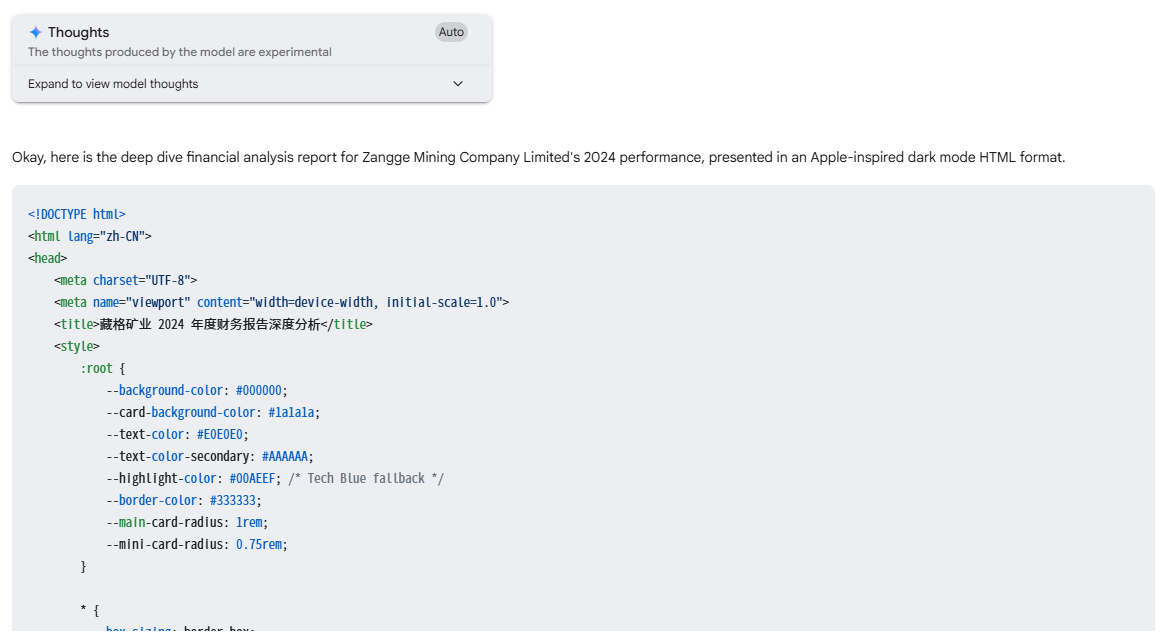 Thoughts
Auto
The thoughts produced by the model are experimental
Expand to view model thoughts
Okay, here is the deep dive financial analysis report for Zangge Mining Company Limited's 2024 performance, presented in an Apple-inspired dark mode HTML format.
<!DOCTYPE html>
<html lang="zh-CN">
<head>
    <meta charset="UTF-8">
    <meta name="viewport" content="width=device-width, initial-scale=1.0">
    <title>藏格矿业 2024 年度财务报告深度分析</title>
    <style>
        :root {
            --background-color: #000000;
            --card-background-color: #1a1a1a;
            --text-color: #E0E0E0;
            --text-color-secondary: #AAAAAA;
            --highlight-color: #00AEEF; /* Tech Blue fallback */
            --border-color: #333333;
            --main-card-radius: 1rem;
            --mini-card-radius: 0.75rem;
        }
        * {
            box-sizing: border-box;